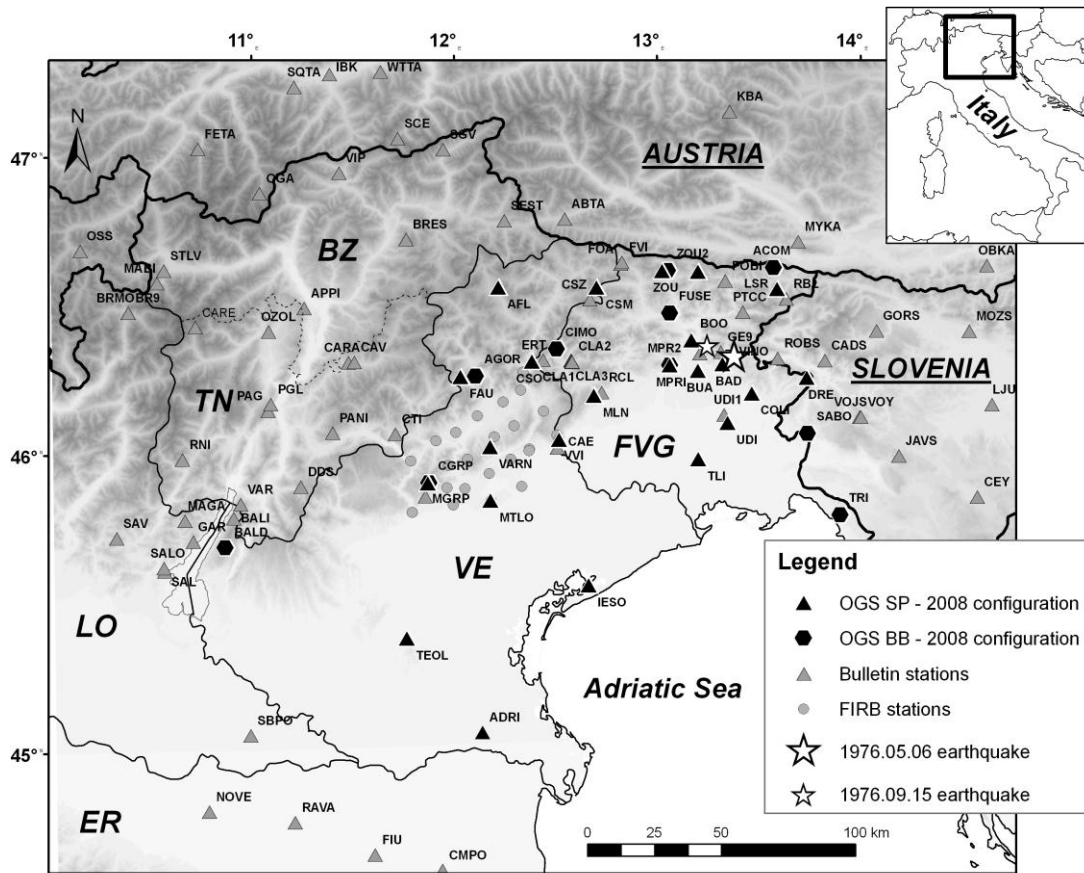 11°
12°
13°
14°
SQTA
IBK
WTTA
KBA
Italy
N
FETA
SCE
SGV
47°
VIP
AUSTRIA
OGA
SEST
ABTA
BZ
BRES
MYKA
OSS
STLV
FOA
FVI
ZOU2
ACOM
OBKA
MABI
AFL
CSZ
CSM
ZOU
FUSE
LSR
RBL
BRMO
BR9
APPI
PTCC
CARE
OZOL
CIMO
BOO
GE9
GORS
MOZS
ERT
CLA2
MPR2
VINO
ROBS
CADS
CARA
CAV
AGOR
CSO
CLA1
CLA3
RCL
MPRI
BUA
BAD
SLOVENIA
TN
PAG
PGL
FAU
MLN
UDI1
COLI
DRE
VOJS
VOY
LJU
PANI
CTI
FVG
UDI
SABO
RNI
CAE
VVI
JAVS
46°
VARN
TLI
DDS
CGRP
MGRP
MTLO
CEY
VAR
MAGA
BALI
TRI
SAV
GAR
BALD
SALO
SAL
VE
Legend
OGS SP - 2008 configuration
OGS BB - 2008 configuration
Bulletin stations
FIRB stations
1976.05.06 earthquake
1976.09.15 earthquake
IESO
LO
TEOL
Adriatic Sea
SBPO
ADRI
45°
NOVE
RAVA
ER
FIU
CMPO
0 25 50 100 km